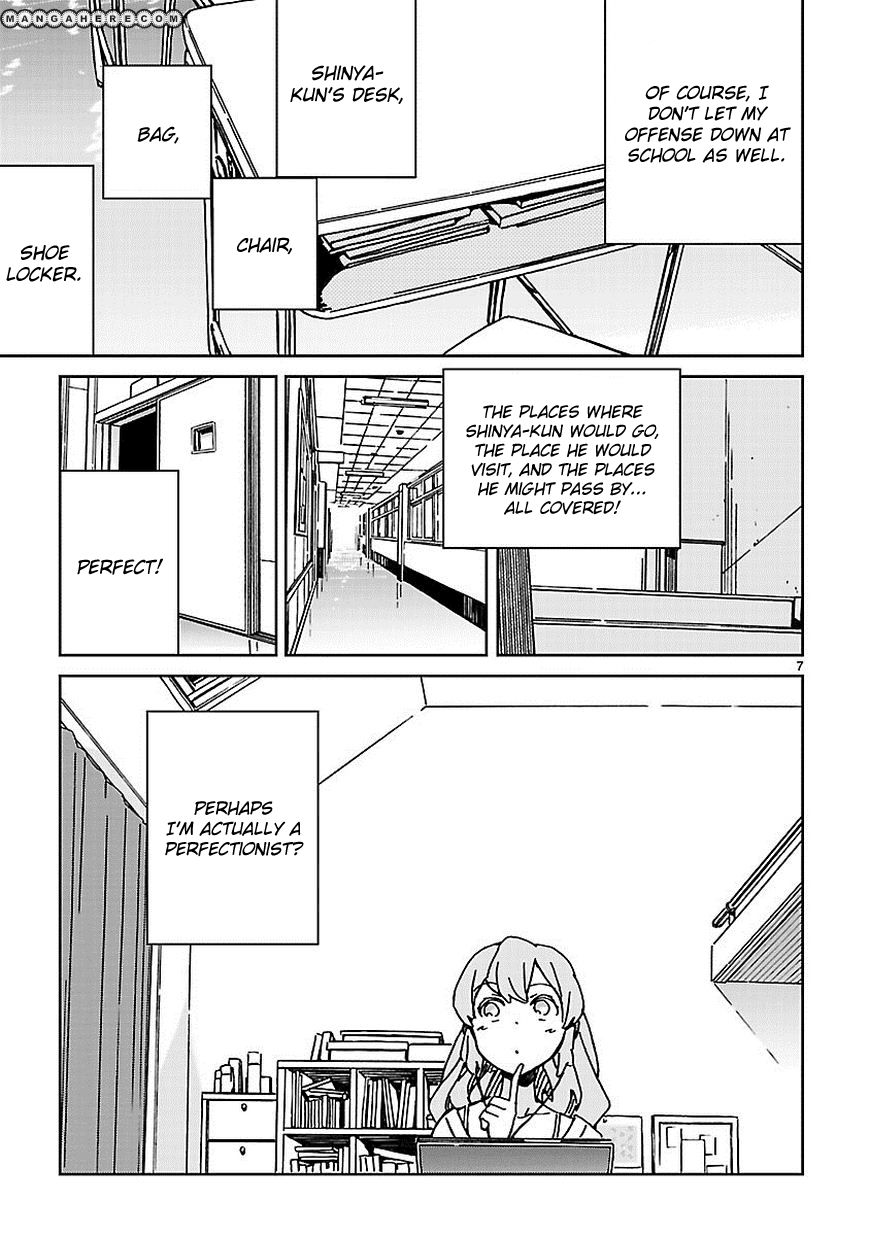 MANGAHERE.COM
OF COURSE, I
DON'T LET MY
OFFENSE DOWN AT
SCHOOL AS WELL.
SHINYA-
KUN'S DESK,
BAG,
CHAIR,
SHOE
LOCKER.
THE PLACES WHERE
SHINYA-KUN WOULD GO,
THE PLACE HE WOULD
VISIT, AND THE PLACES
HE MIGHT PASS BY...
ALL COVERED!
PERFECT!
7
PERHAPS
I'M ACTUALLY A
PERFECTIONIST?